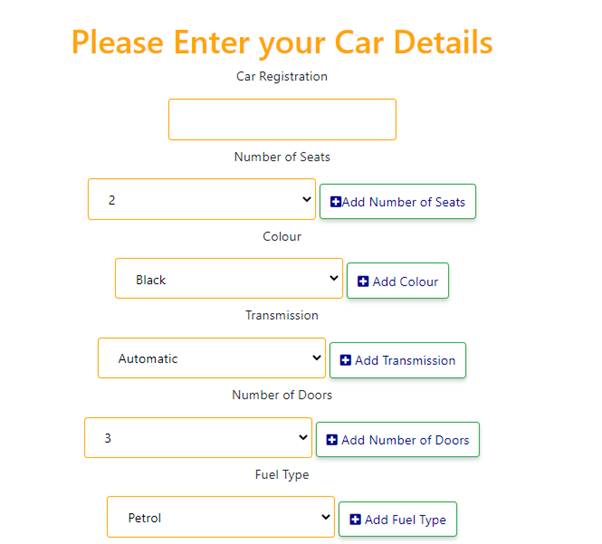 Please Enter your Car Details
Car Registration
Number of Seats
2 Add Number of Seats
Colour
Black Add Colour
Transmission
Automatic Add Transmission
Number of Doors
3 Add Number of Doors
Fuel Type
Petrol Add Fuel Type